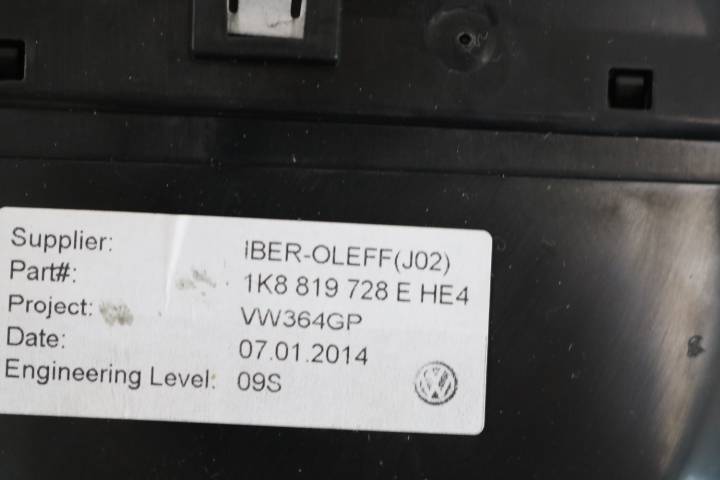 Supplier: IBER-OLEFF(J02)
Part#: 1K8 819 728 E HE4
Project: VW364GP
Date: 07.01.2014
Engineering Level: 09S